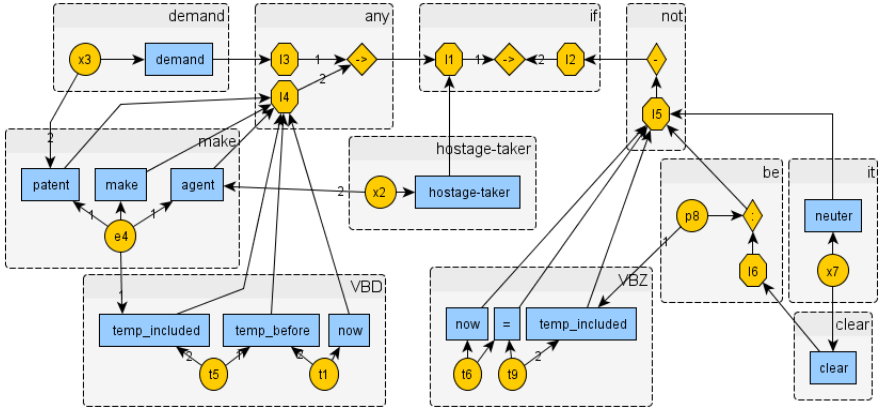 demand
any
if
not
x3
demand
l3
1
->
l1
1
->
2
l2
-
2
l4
l5
2
make
hostage-taker
be
it
patent
make
agent
2
x2
hostage-taker
p8
:
neuter
1
1
e4
1
l6
x7
1
VBD
VBZ
clear
temp_included
temp_before
now
now
=
temp_included
clear
2
t5
1
2
t1
t6
t9
2